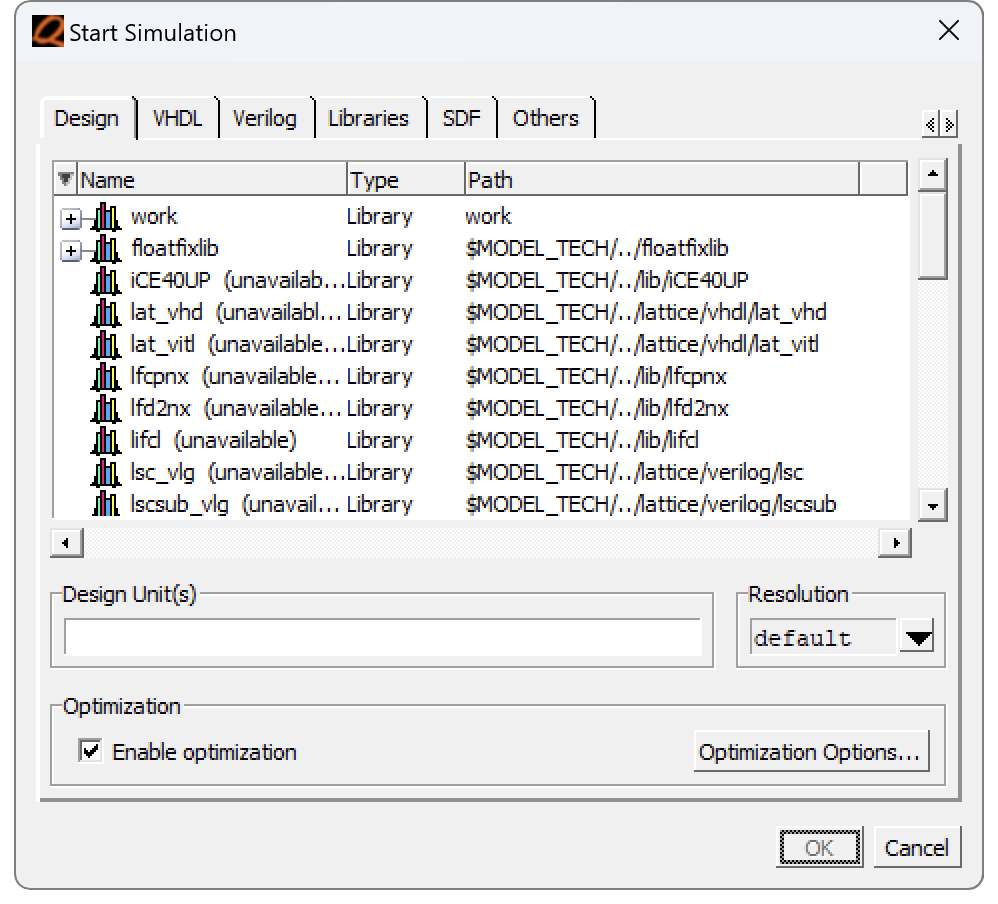 Start Simulation
Design VHDL Verilog Libraries SDF Others
Name Type Path
work Library work
floatfixlib Library $MODEL_TECH/../floatfixlib
iCE40UP (unavailab... Library $MODEL_TECH/../lib/iCE40UP
lat_vhd (unavailabl... Library $MODEL_TECH/../lattice/vhdl/lat_vhd
lat_vitl (unavailable... Library $MODEL_TECH/../lattice/vhdl/lat_vitl
lfcpnx (unavailable... Library $MODEL_TECH/../lib/lfcpnx
lfd2nx (unavailable... Library $MODEL_TECH/../lib/lfd2nx
lifcl (unavailable) Library $MODEL_TECH/../lib/lifcl
lsc_vlg (unavailable... Library $MODEL_TECH/../lattice/verilog/lsc
lscsub_vlg (unavail... Library $MODEL_TECH/../lattice/verilog/lscsub
Design Unit(s) Resolution
default
Optimization
Enable optimization Optimization Options...
OK Cancel